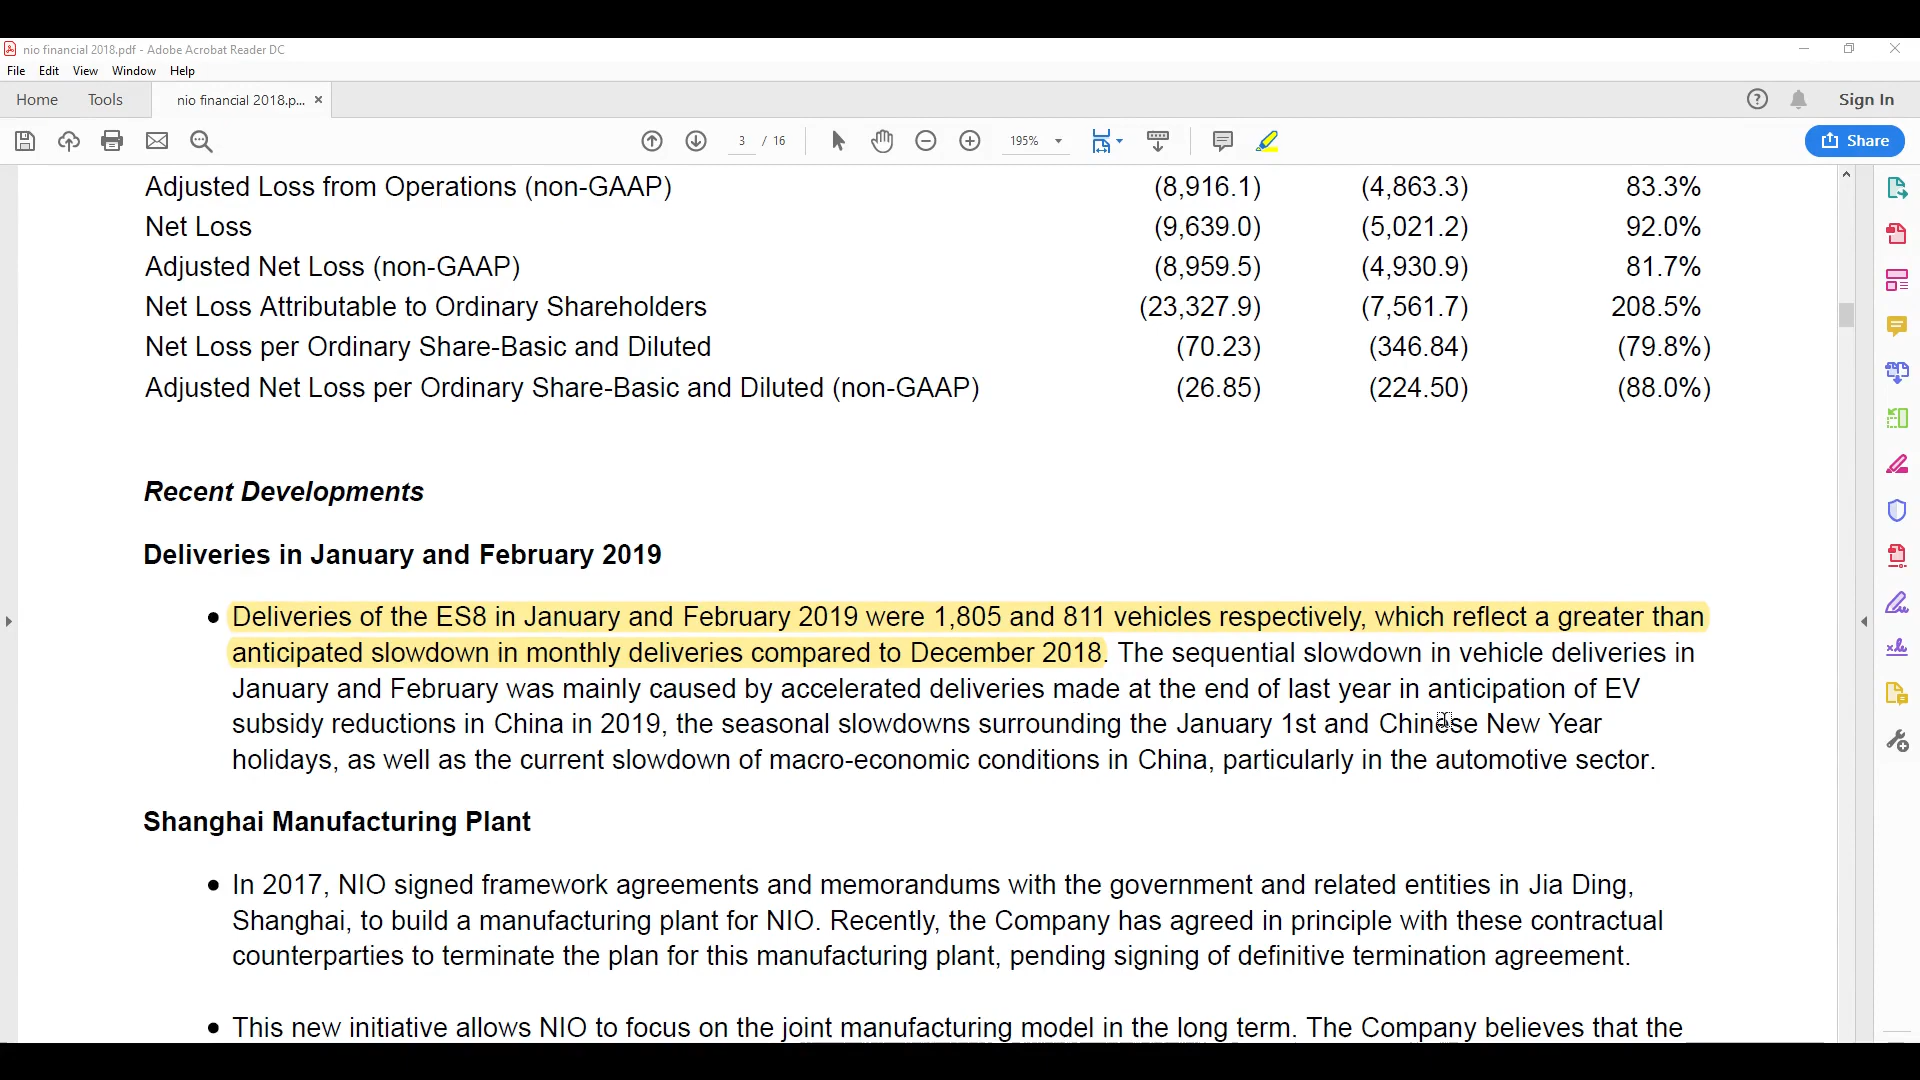 nio financial 2018.pdf - Adobe Acrobat Reader DC
File Edit View Window Help
Home Tools nio financial 2018.p... × Sign In
3 / 16 195% Share
Adjusted Loss from Operations (non-GAAP) (8,916.1) (4,863.3) 83.3%
Net Loss (9,639.0) (5,021.2) 92.0%
Adjusted Net Loss (non-GAAP) (8,959.5) (4,930.9) 81.7%
Net Loss Attributable to Ordinary Shareholders (23,327.9) (7,561.7) 208.5%
Net Loss per Ordinary Share-Basic and Diluted (70.23) (346.84) (79.8%)
Adjusted Net Loss per Ordinary Share-Basic and Diluted (non-GAAP) (26.85) (224.50) (88.0%)
Recent Developments
Deliveries in January and February 2019
● Deliveries of the ES8 in January and February 2019 were 1,805 and 811 vehicles respectively, which reflect a greater than
anticipated slowdown in monthly deliveries compared to December 2018. The sequential slowdown in vehicle deliveries in
January and February was mainly caused by accelerated deliveries made at the end of last year in anticipation of EV
subsidy reductions in China in 2019, the seasonal slowdowns surrounding the January 1st and Chinese New Year
holidays, as well as the current slowdown of macro-economic conditions in China, particularly in the automotive sector.
Shanghai Manufacturing Plant
● In 2017, NIO signed framework agreements and memorandums with the government and related entities in Jia Ding,
Shanghai, to build a manufacturing plant for NIO. Recently, the Company has agreed in principle with these contractual
counterparties to terminate the plan for this manufacturing plant, pending signing of definitive termination agreement.
● This new initiative allows NIO to focus on the joint manufacturing model in the long term. The Company believes that the